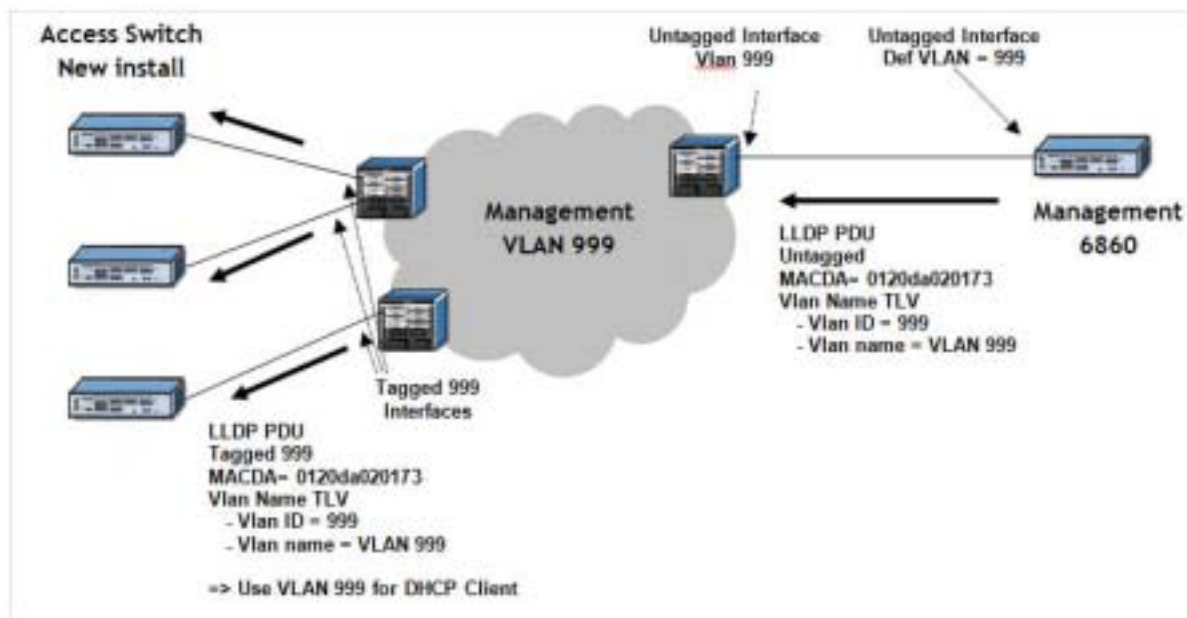 Access Switch
New install
Untagged Interface
Vlan 999
Untagged Interface
Def VLAN = 999
Management
VLAN 999
Management
6860
LLDP PDU
Untagged
MACDA= 0120da020173
Vlan Name TLV
- Vlan ID = 999
- Vlan name = VLAN 999
Tagged 999
Interfaces
LLDP PDU
Tagged 999
MACDA= 0120da020173
Vlan Name TLV
- Vlan ID = 999
- Vlan name = VLAN 999
=> Use VLAN 999 for DHCP Client